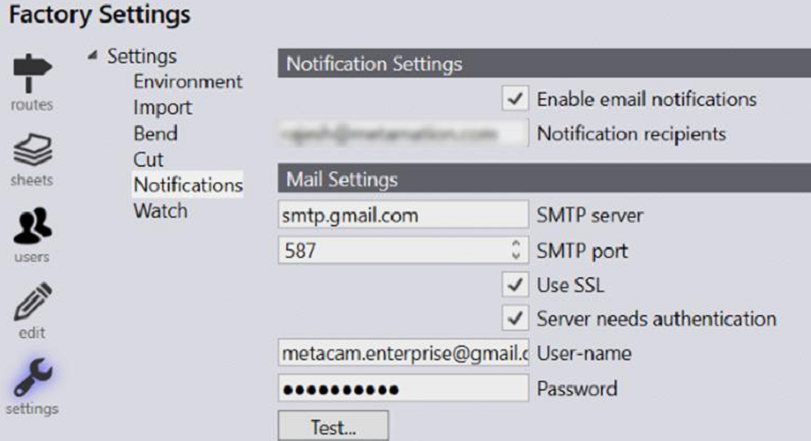 Factory Settings
routes
sheets
users
edit
settings
Settings
Environment
Import
Bend
Cut
Notifications
Watch
Notification Settings
Enable email notifications
Notification recipients
Mail Settings
smtp.gmail.com SMTP server
587 SMTP port
Use SSL
Server needs authentication
metacam.enterprise@gmail.c User-name
●●●●●●●●●● Password
Test...